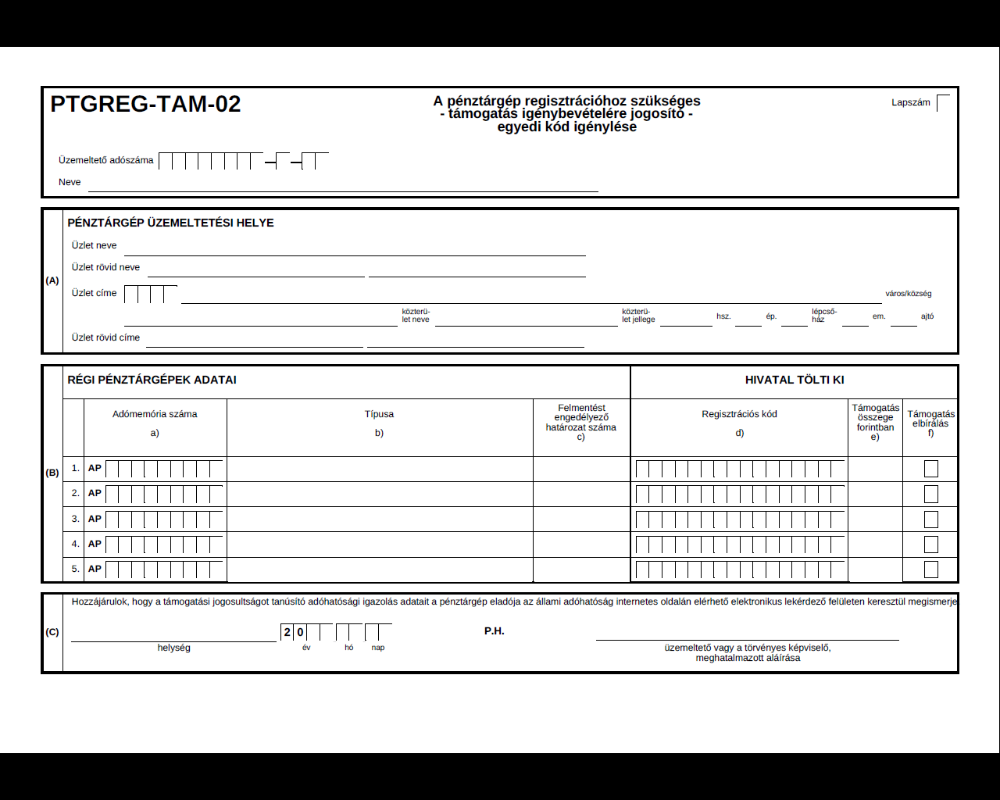 PTGREG-TAM-02
A pénztárgép regisztrációhoz szükséges
- támogatás igénybevételére jogosító -
egyedi kód igénylése
Lapszám
Üzemeltető adószáma
Neve
(A)
PÉNZTÁRGÉP ÜZEMELTETÉSI HELYE
Üzlet neve
Üzlet rövid neve
Üzlet címe
város/község
közterü-
let neve
közterü-
let jellege
hsz.
ép.
lépcső-
ház
em.
ajtó
Üzlet rövid címe
(B)
RÉGI PÉNZTÁRGÉPEK ADATAI
HIVATAL TÖLTI KI
Adómemória száma
a)
Típusa
b)
Felmentést
engedélyező
határozat száma
c)
Regisztrációs kód
d)
Támogatás
összege
forintban
e)
Támogatás
elbírálás
f)
1. AP
2. AP
3. AP
4. AP
5. AP
(C)
Hozzájárulok, hogy a támogatási jogosultságot tanúsító adóhatósági igazolás adatait a pénztárgép eladója az állami adóhatóság internetes oldalán elérhető elektronikus lekérdező felületen keresztül megismerje
2 0
P.H.
helység
év
hó
nap
üzemeltető vagy a törvényes képviselő,
meghatalmazott aláírása